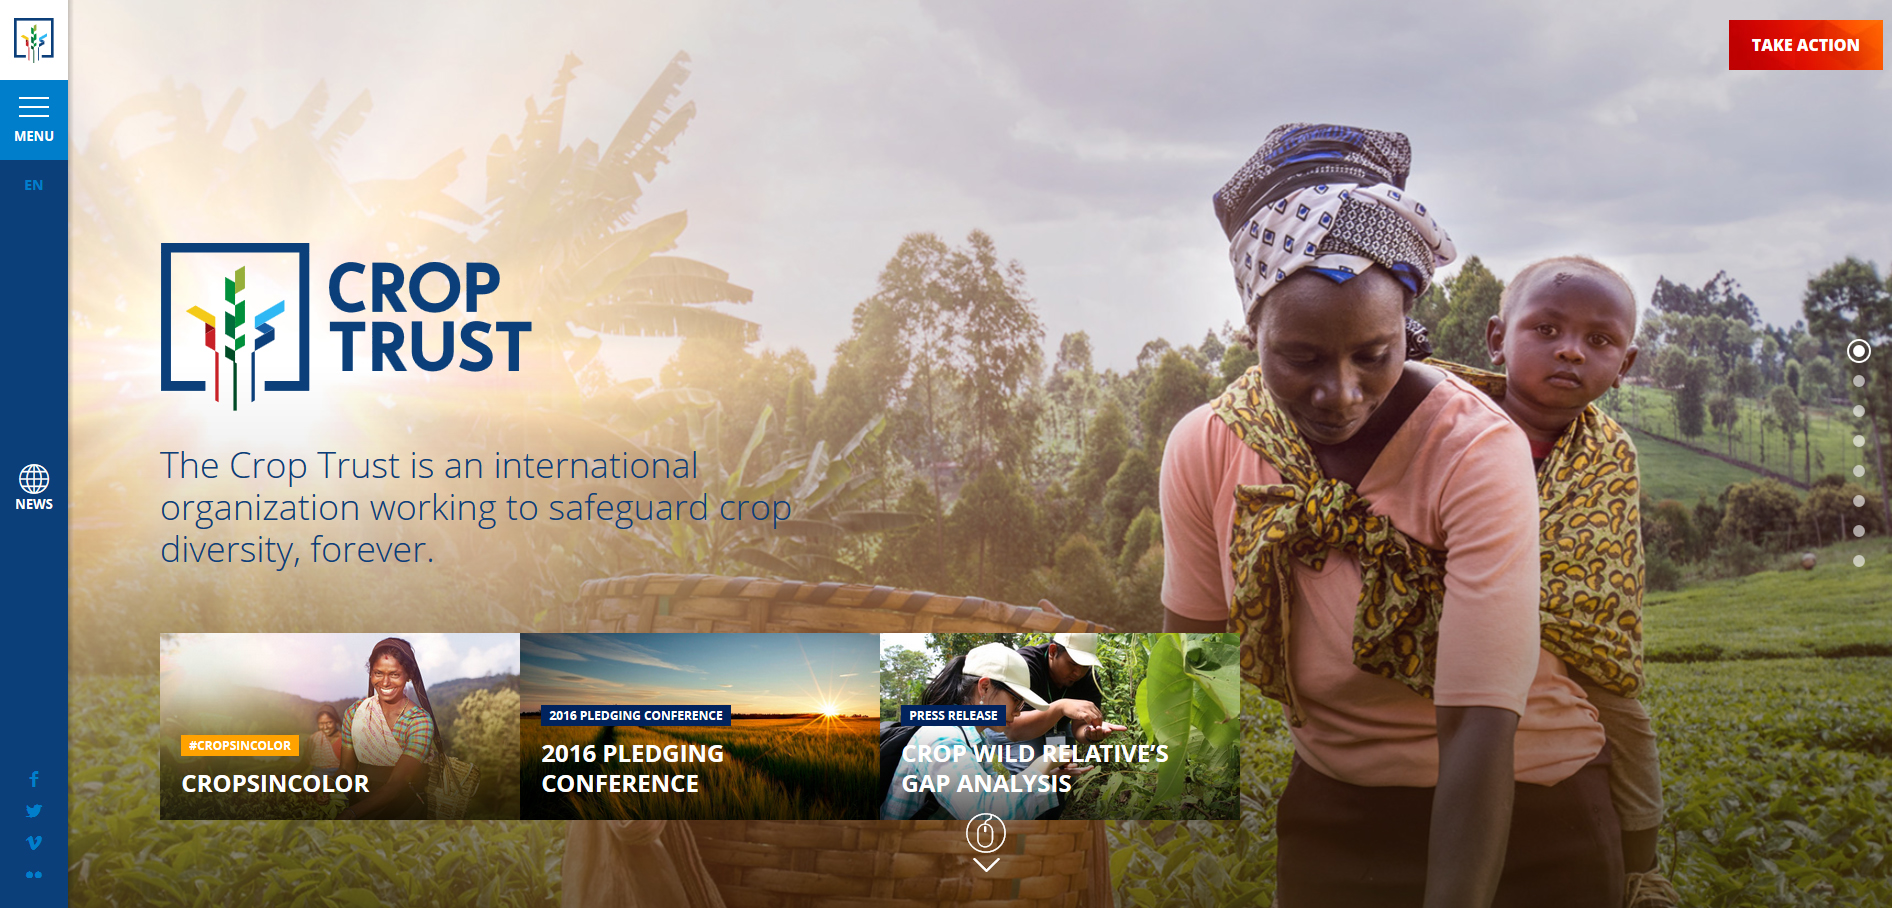 TAKE ACTION
MENU
EN
CROP
TRUST
The Crop Trust is an international
organization working to safeguard crop
diversity, forever.
NEWS
#CROPSINCOLOR
CROPSINCOLOR
2016 PLEDGING CONFERENCE
2016 PLEDGING
CONFERENCE
PRESS RELEASE
CROP WILD RELATIVE'S
GAP ANALYSIS